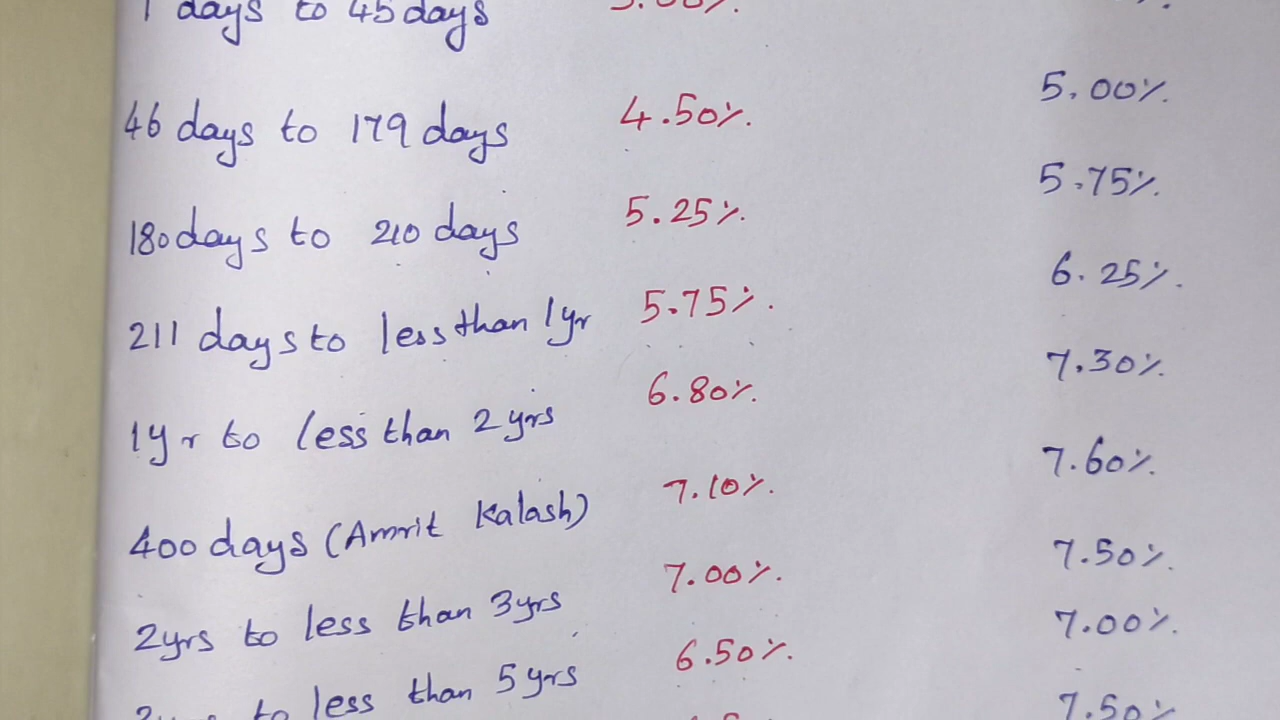 days to 45 days
46 days to 179 days 4.50%. 5.00%.
180 days to 210 days 5.25%. 5.75%.
211 days to less than 1yr 5.75%. 6.25%.
1yr to less than 2yrs 6.80%. 7.30%.
400 days (Amrit Kalash) 7.10%. 7.60%.
2yrs to less than 3yrs 7.00%. 7.50%.
to less than 5yrs 6.50%. 7.00%.
7.50%